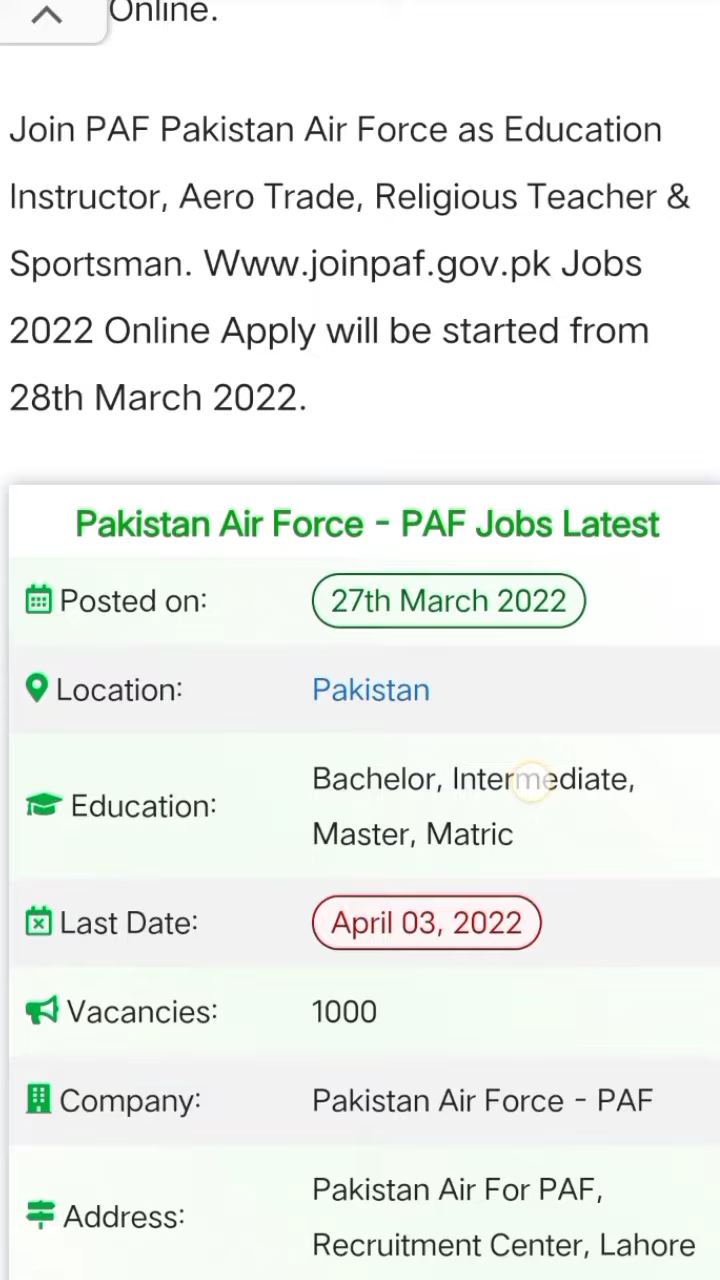 Online.
Join PAF Pakistan Air Force as Education
Instructor, Aero Trade, Religious Teacher &
Sportsman. Www.joinpaf.gov.pk Jobs
2022 Online Apply will be started from
28th March 2022.
Pakistan Air Force - PAF Jobs Latest
Posted on: 27th March 2022
Location: Pakistan
Education: Bachelor, Intermediate,
Master, Matric
Last Date: April 03, 2022
Vacancies: 1000
Company: Pakistan Air Force - PAF
Address: Pakistan Air For PAF,
Recruitment Center, Lahore